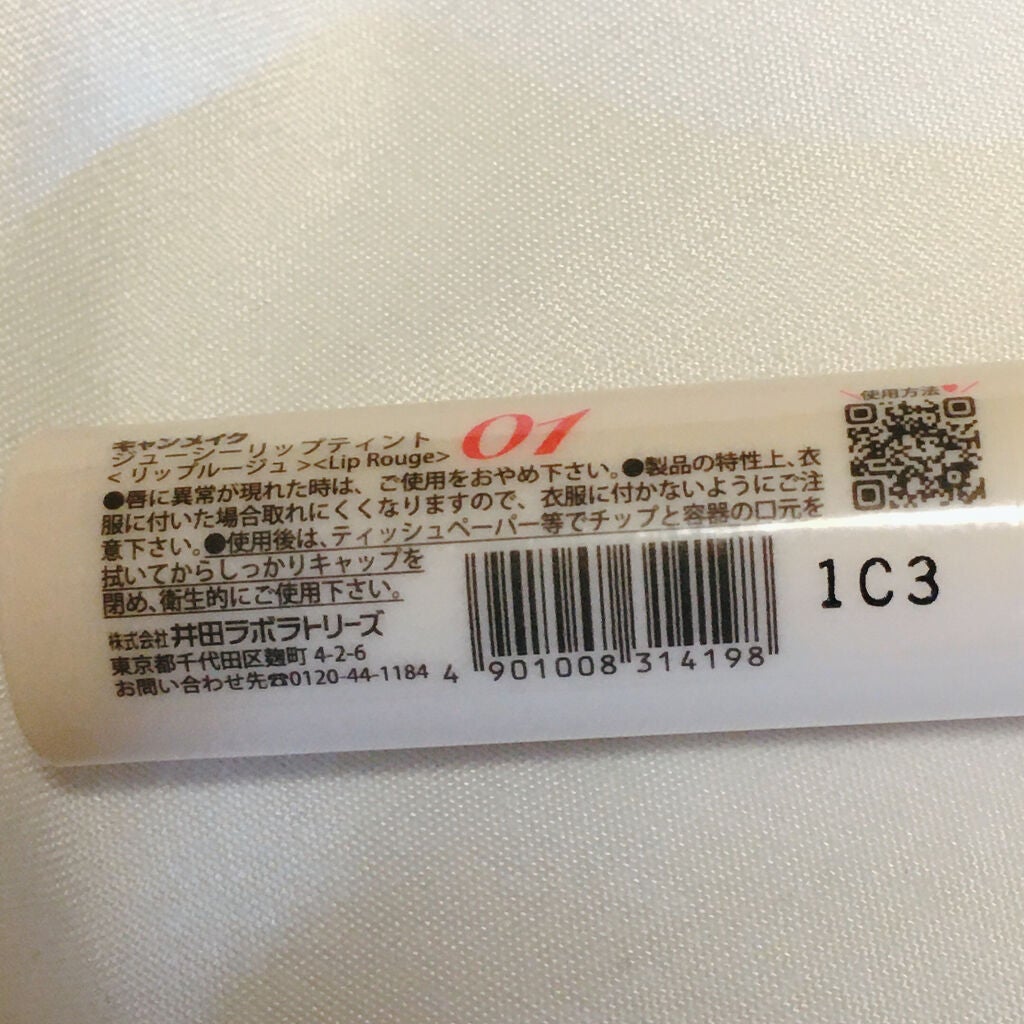 キャンメイク
ジューシーリップティント
<リップルージュ><Lip Rouge>
01
使用方法
●唇に異常が現れた時は、ご使用をおやめ下さい。●製品の特性上、衣
服に付いた場合取れにくくなりますので、衣服に付かないようにご注
意下さい。●使用後は、ティッシュペーパー等でチップと容器の口元を
拭いてからしっかりキャップを
閉め、衛生的にご使用下さい。
株式会社 井田ラボラトリーズ
東京都千代田区麹町 4-2-6
お問い合わせ先☎0120-44-1184
4 901008 314198
1C3